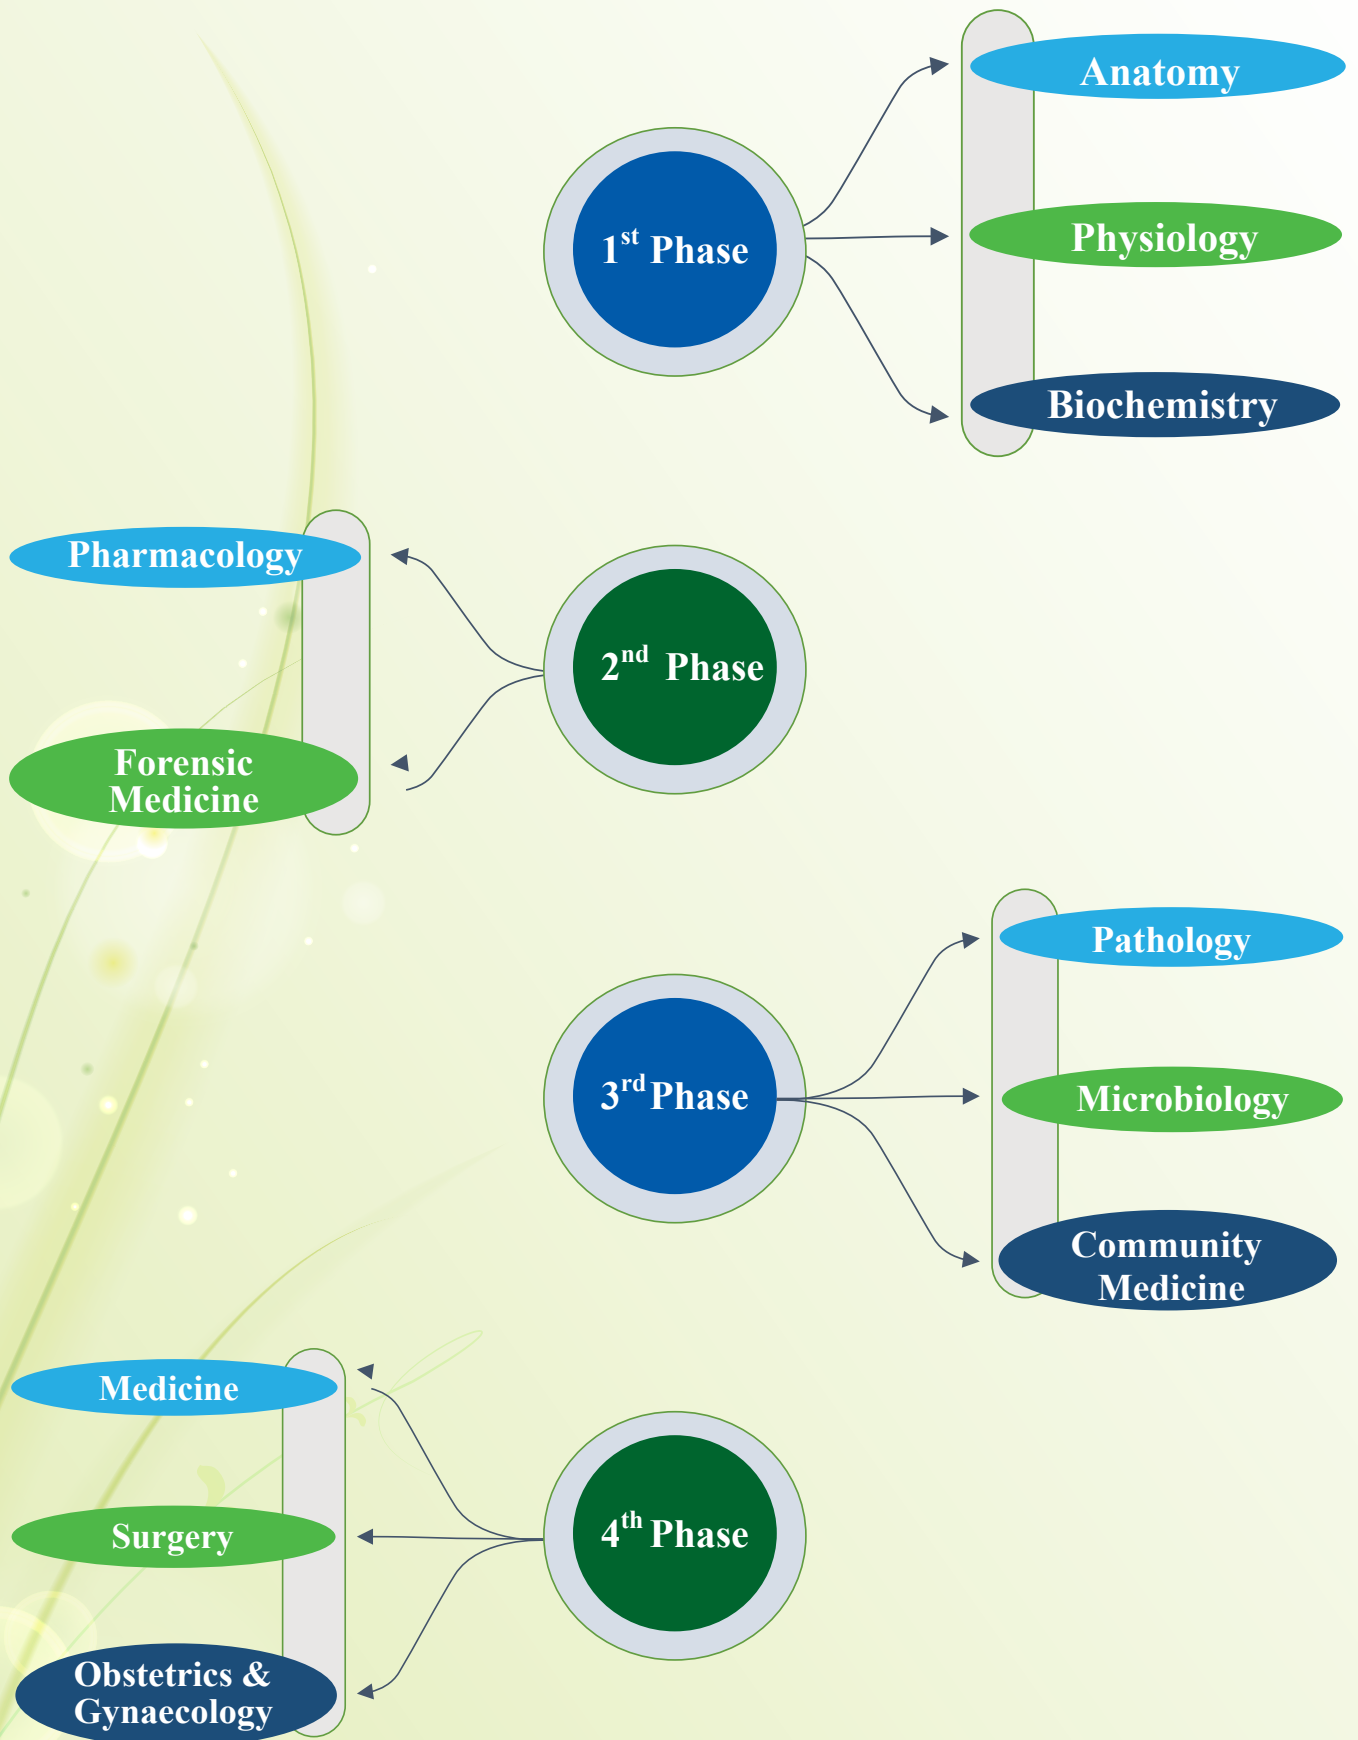 1st Phase
Anatomy
Physiology
Biochemistry
2nd Phase
Pharmacology
Forensic
Medicine
3rd Phase
Pathology
Microbiology
Community
Medicine
4th Phase
Medicine
Surgery
Obstetrics &
Gynaecology